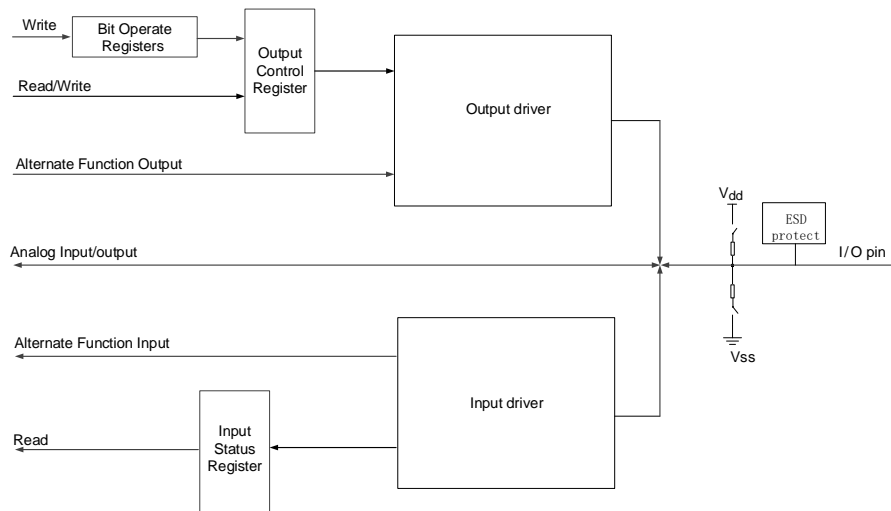 Write
Bit Operate
Registers
Output
Control
Register
Read/Write
Output driver
Alternate Function Output
Vdd
ESD
protect
Analog Input/output
I/O pin
Alternate Function Input
Vss
Input driver
Read
Input
Status
Register